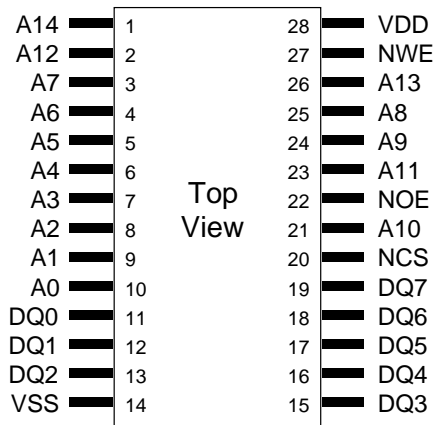 A14 1 28 VDD
A12 2 27 NWE
A7 3 26 A13
A6 4 25 A8
A5 5 24 A9
A4 6 23 A11
A3 7 Top 22 NOE
A2 8 View 21 A10
A1 9 20 NCS
A0 10 19 DQ7
DQ0 11 18 DQ6
DQ1 12 17 DQ5
DQ2 13 16 DQ4
VSS 14 15 DQ3